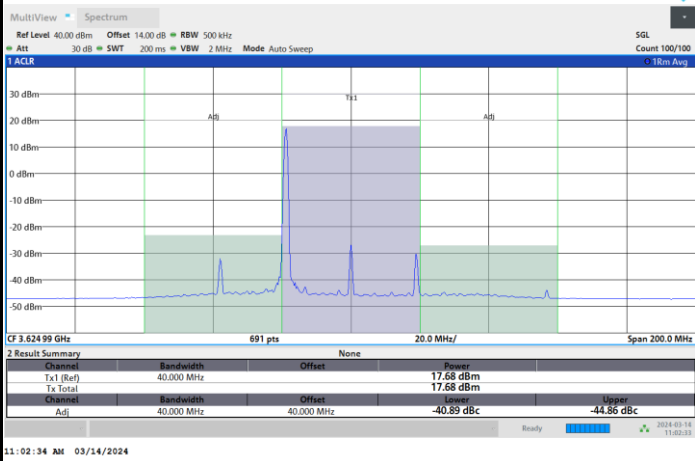 MultiView Spectrum
Ref Level 40.00 dBm Offset 14.00 dB RBW 500 kHz SGL
Att 30 dB SWT 200 ms VBW 2 MHz Mode Auto Sweep Count 100/100
1 ACLR 1Rm Avg
30 dBm
Tx1
20 dBm
Adj Adj
10 dBm
0 dBm
-10 dBm
-20 dBm
-30 dBm
-40 dBm
-50 dBm
CF 3.624 99 GHz 691 pts 20.0 MHz/ Span 200.0 MHz
2 Result Summary None
Channel Bandwidth Offset Power
Tx1 (Ref) 40.000 MHz 17.68 dBm
Tx Total 17.68 dBm
Channel Bandwidth Offset Lower Upper
Adj 40.000 MHz 40.000 MHz -40.89 dBc -44.86 dBc
Ready 2024-03-14
11:02:33
11:02:34 AM 03/14/2024